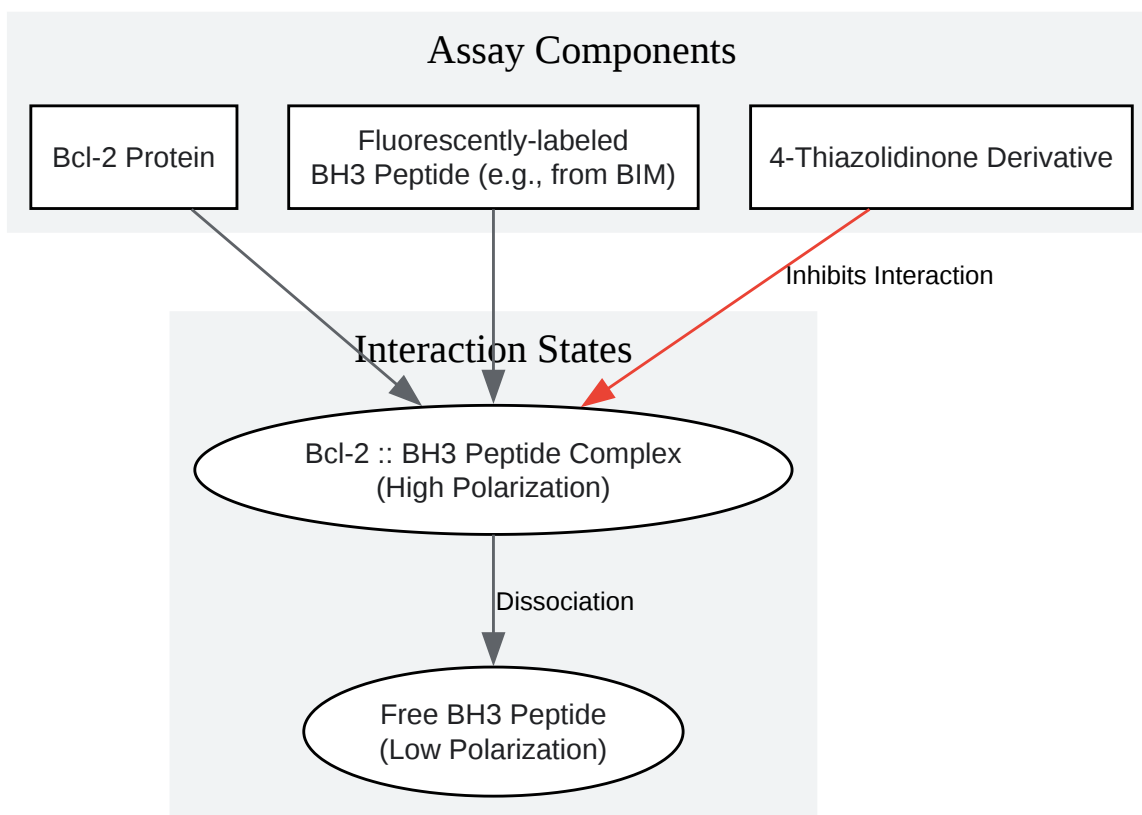 Assay Components
Bcl-2 Protein
Fluorescently-labeled
BH3 Peptide (e.g., from BIM)
4-Thiazolidinone Derivative
Inhibits Interaction
Interaction States
Bcl-2 :: BH3 Peptide Complex
(High Polarization)
Dissociation
Free BH3 Peptide
(Low Polarization)